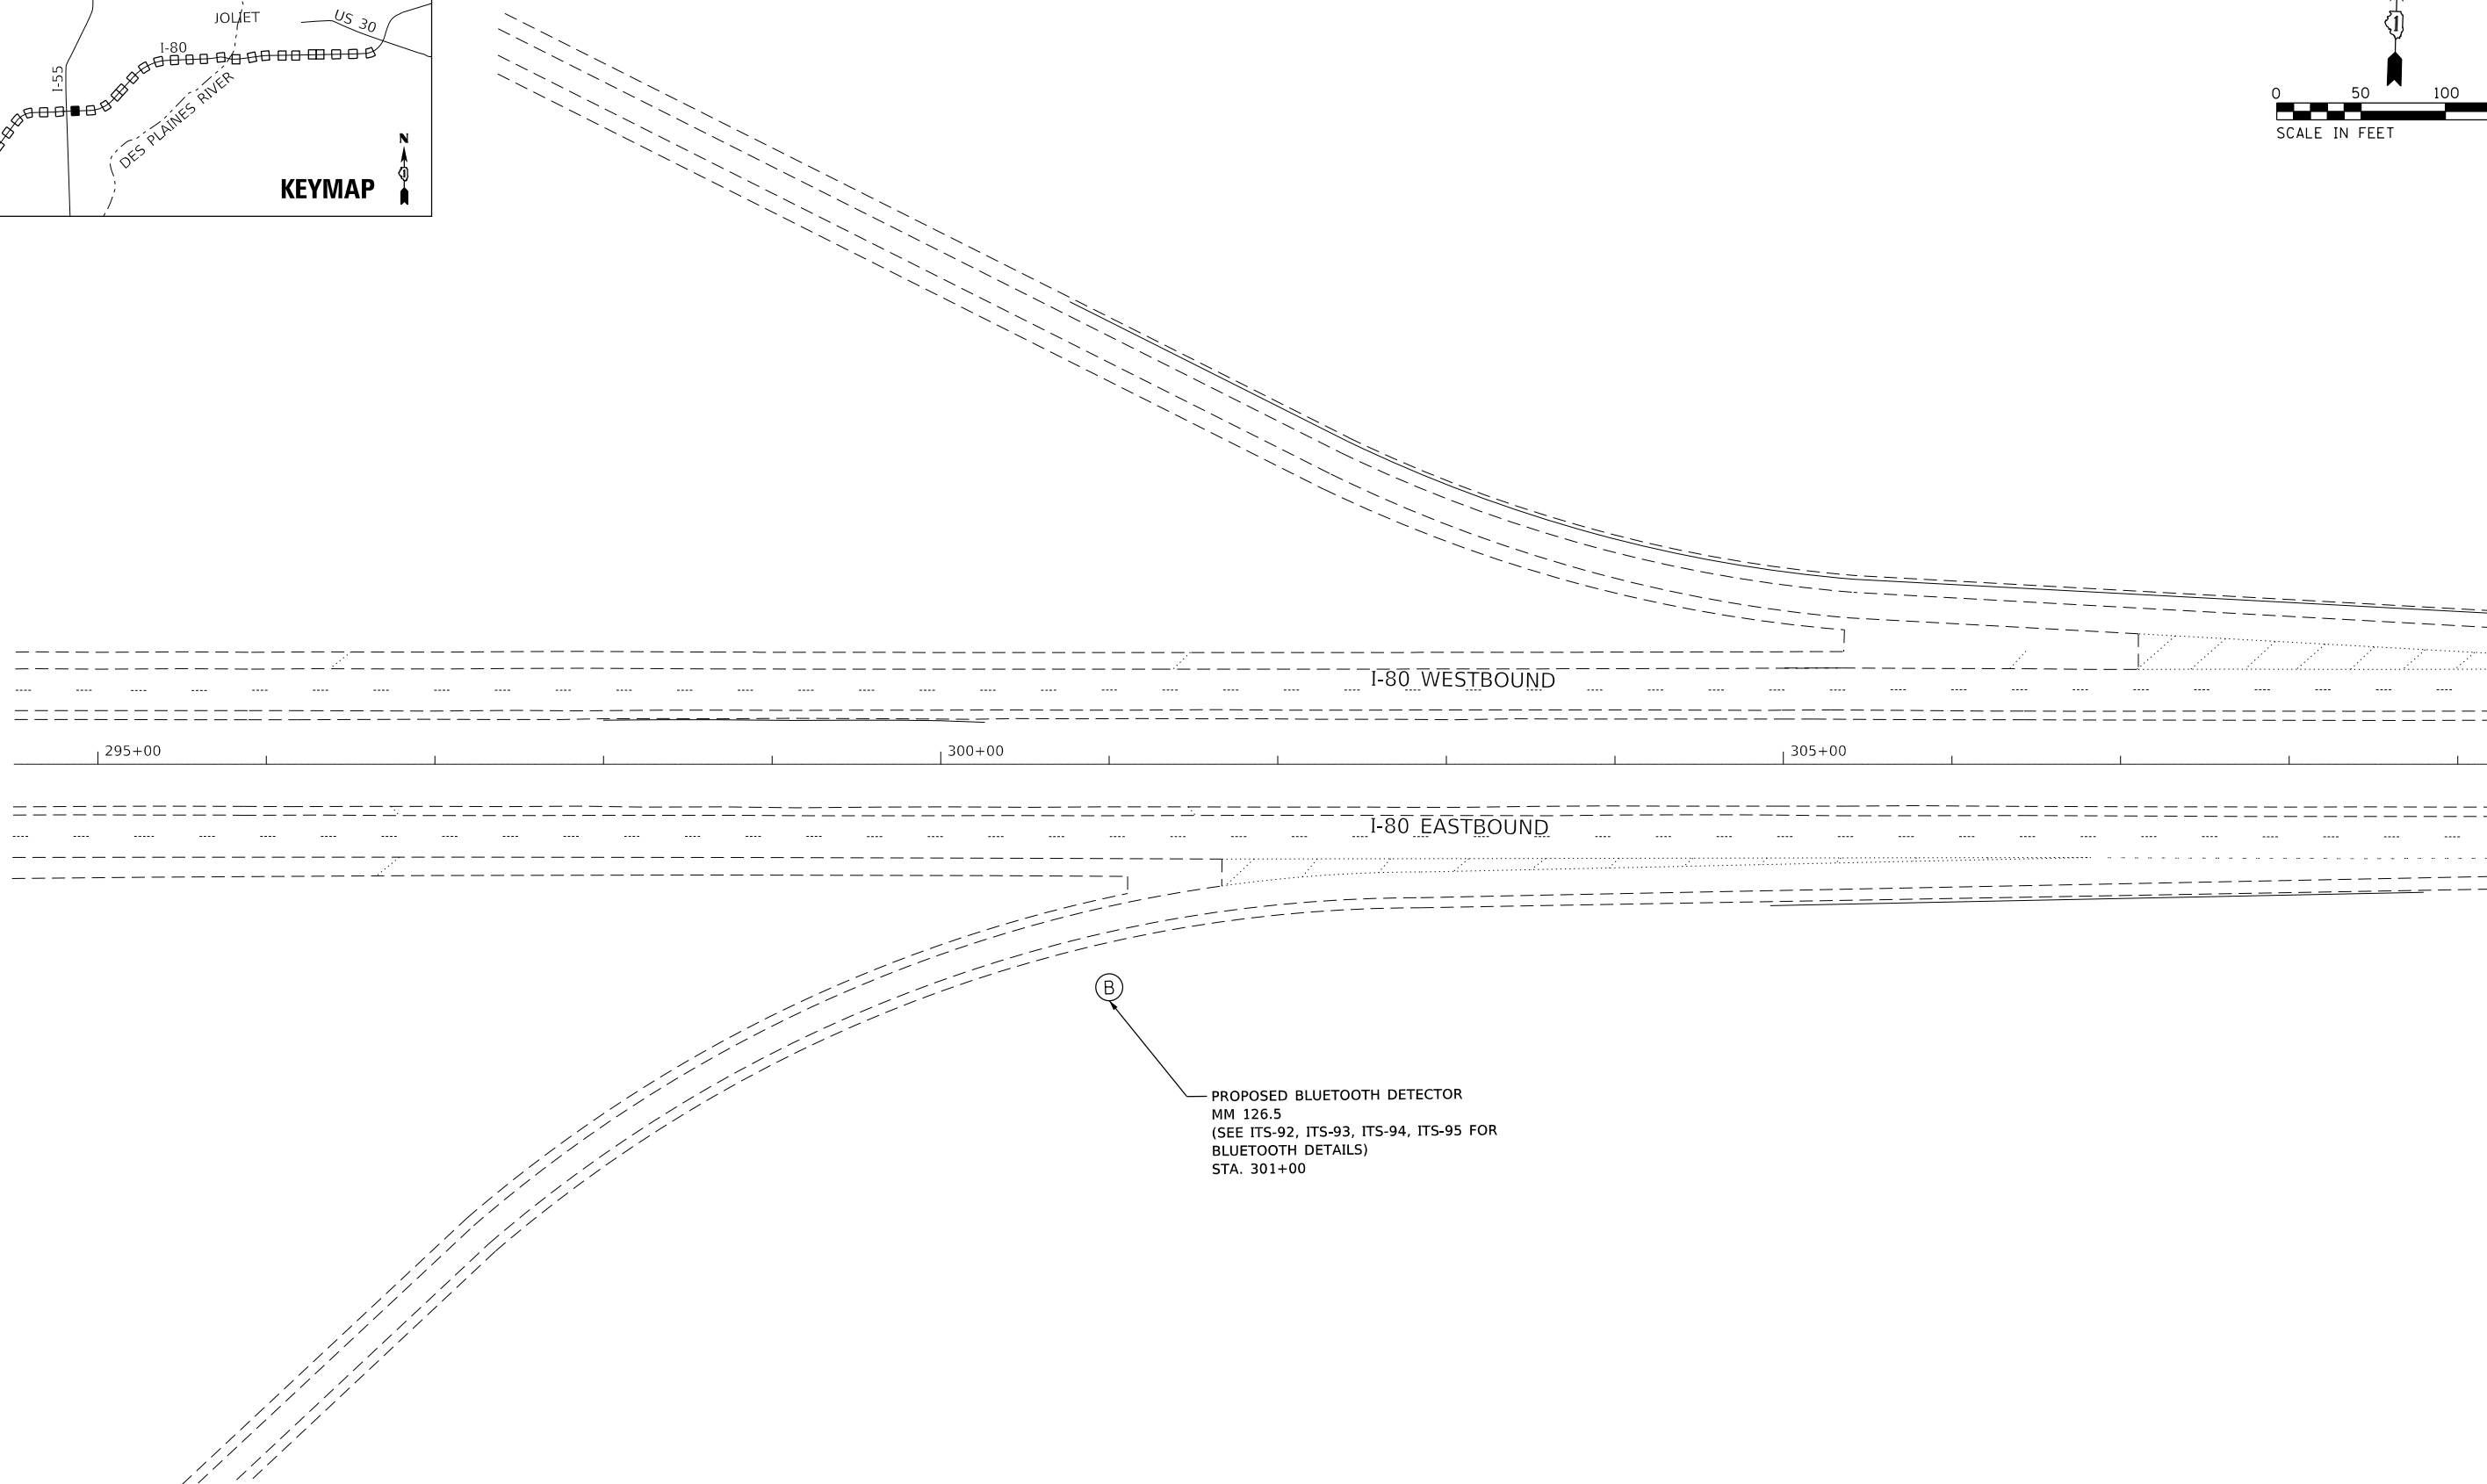 JOLIET
US 30
I-80
I-55
DES PLAINES RIVER
N
KEYMAP
0 50 100
SCALE IN FEET
I-80 WESTBOUND
295+00 300+00 305+00
I-80 EASTBOUND
B
PROPOSED BLUETOOTH DETECTOR
MM 126.5
(SEE ITS-92, ITS-93, ITS-94, ITS-95 FOR
BLUETOOTH DETAILS)
STA. 301+00